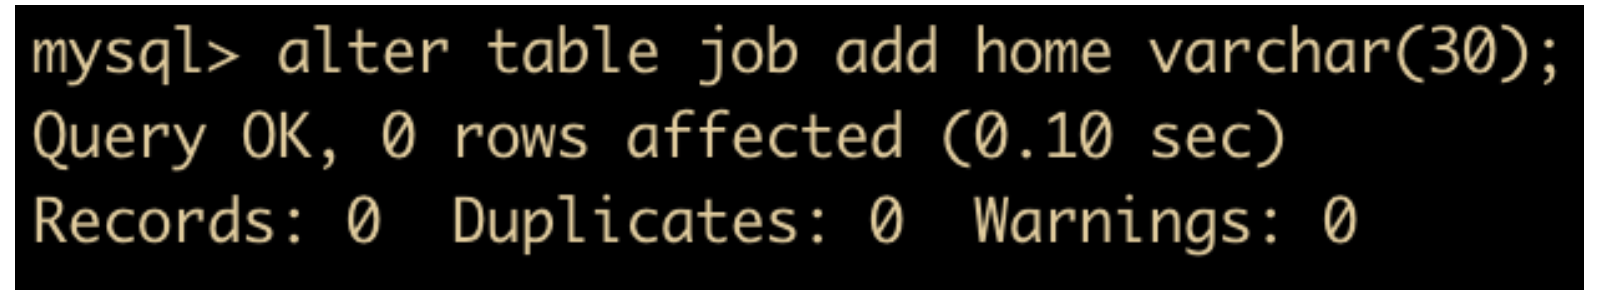 mysql> alter table job add home varchar(30);
Query OK, 0 rows affected (0.10 sec)
Records: 0  Duplicates: 0  Warnings: 0